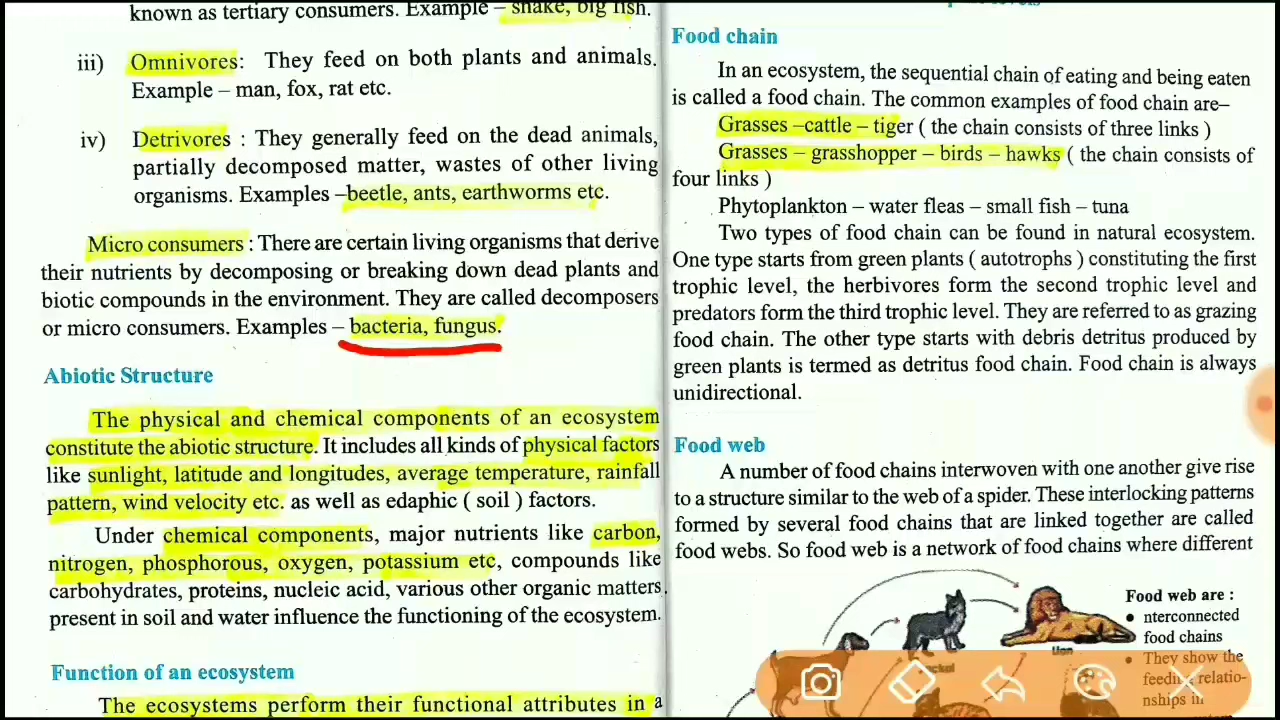 known as tertiary consumers. Example – snake, big fish.
iii) Omnivores: They feed on both plants and animals.
Example – man, fox, rat etc.
iv) Detrivores : They generally feed on the dead animals,
partially decomposed matter, wastes of other living
organisms. Examples –beetle, ants, earthworms etc.
Micro consumers : There are certain living organisms that derive
their nutrients by decomposing or breaking down dead plants and
biotic compounds in the environment. They are called decomposers
or micro consumers. Examples – bacteria, fungus.
Abiotic Structure
The physical and chemical components of an ecosystem
constitute the abiotic structure. It includes all kinds of physical factors
like sunlight, latitude and longitudes, average temperature, rainfall
pattern, wind velocity etc. as well as edaphic ( soil ) factors.
Under chemical components, major nutrients like carbon,
nitrogen, phosphorous, oxygen, potassium etc, compounds like
carbohydrates, proteins, nucleic acid, various other organic matters
present in soil and water influence the functioning of the ecosystem.
Function of an ecosystem
The ecosystems perform their functional attributes in a
Food chain
In an ecosystem, the sequential chain of eating and being eaten
is called a food chain. The common examples of food chain are–
Grasses –cattle – tiger ( the chain consists of three links )
Grasses – grasshopper – birds – hawks ( the chain consists of
four links )
Phytoplankton – water fleas – small fish – tuna
Two types of food chain can be found in natural ecosystem.
One type starts from green plants ( autotrophs ) constituting the first
trophic level, the herbivores form the second trophic level and
predators form the third trophic level. They are referred to as grazing
food chain. The other type starts with debris detritus produced by
green plants is termed as detritus food chain. Food chain is always
unidirectional.
Food web
A number of food chains interwoven with one another give rise
to a structure similar to the web of a spider. These interlocking patterns
formed by several food chains that are linked together are called
food webs. So food web is a network of food chains where different
Food web are :
• nterconnected
food chains
• They show the
feeding relatio-
nships in